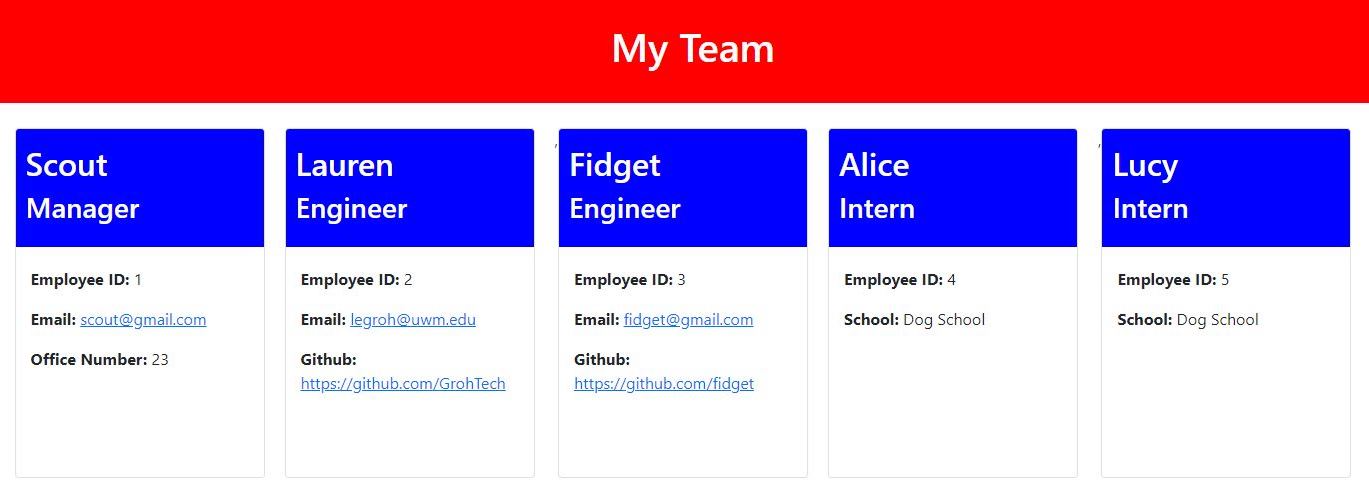 My Team
Scout
Manager
Employee ID: 1
Email: scout@gmail.com
Office Number: 23
Lauren
Engineer
Employee ID: 2
Email: legroh@uwm.edu
Github:
https://github.com/GrohTech
,
Fidget
Engineer
Employee ID: 3
Email: fidget@gmail.com
Github:
https://github.com/fidget
Alice
Intern
Employee ID: 4
School: Dog School
,
Lucy
Intern
Employee ID: 5
School: Dog School